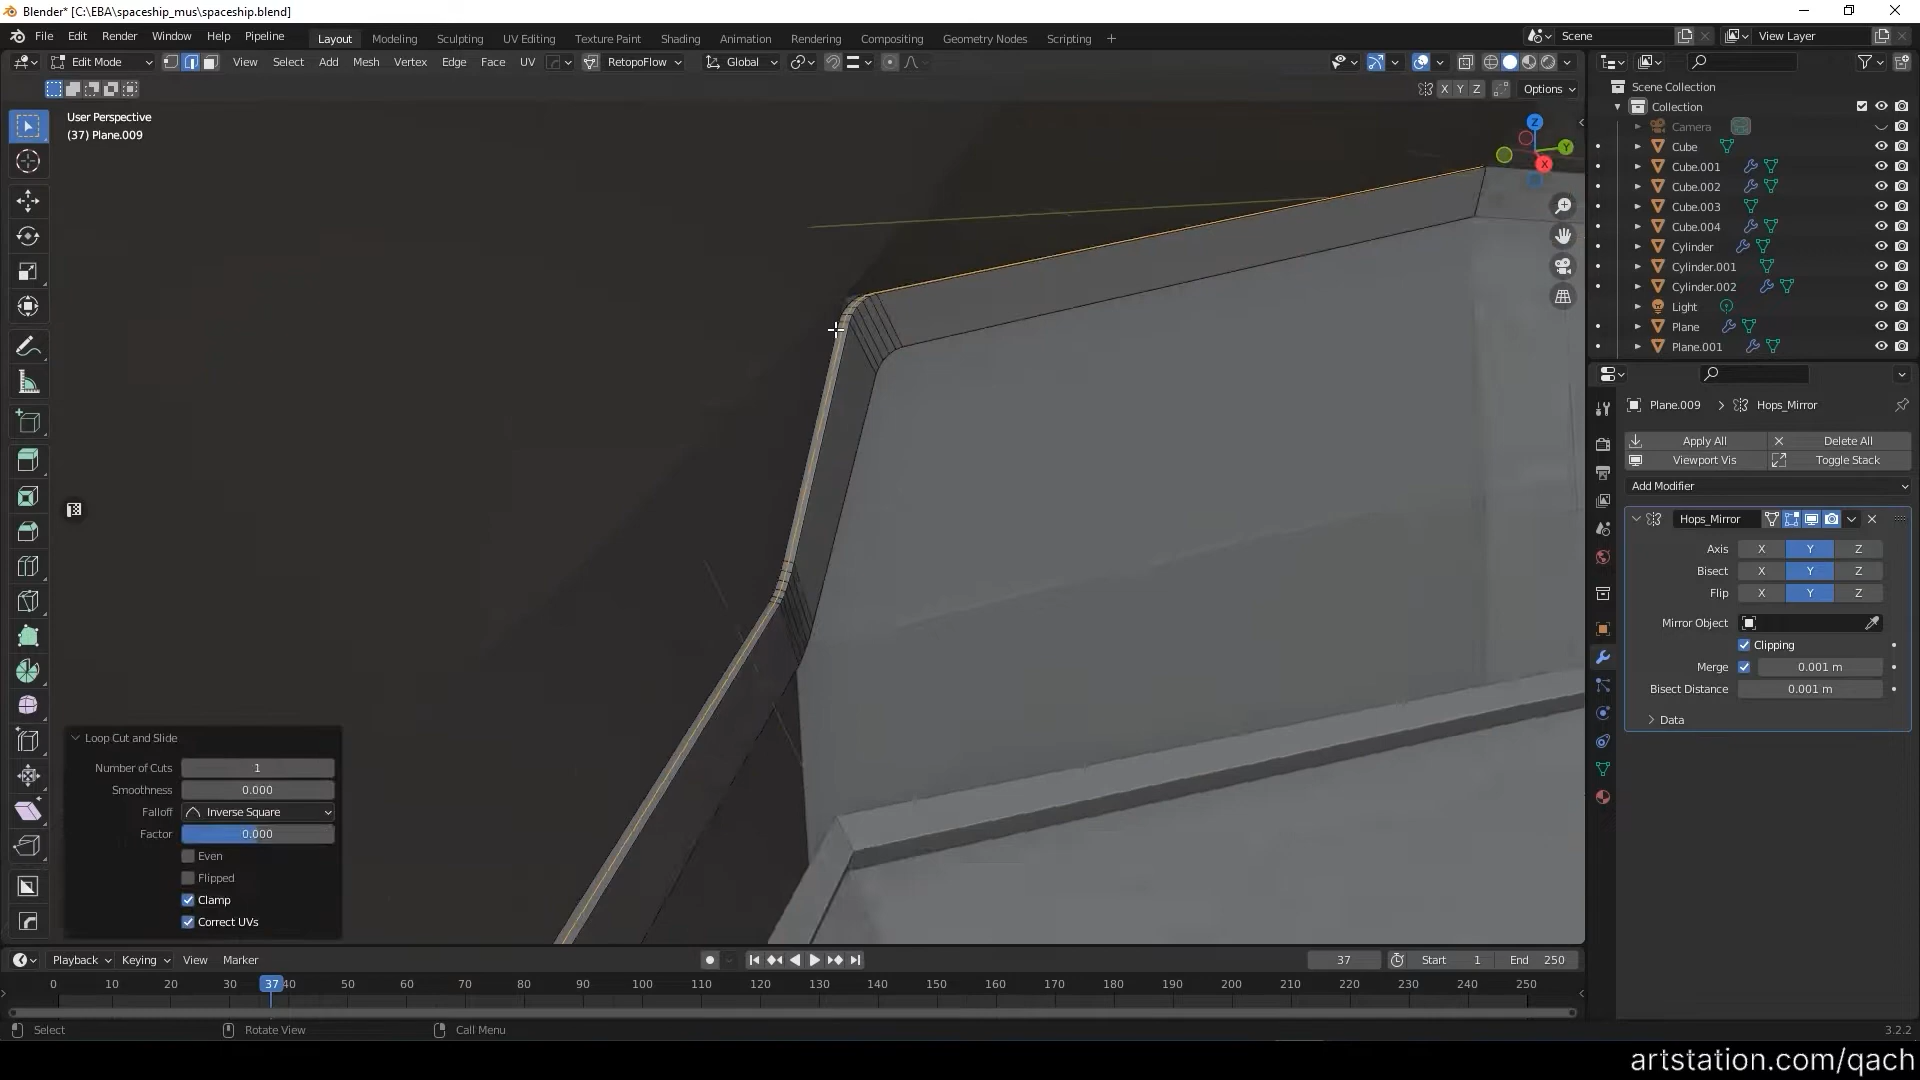 Blender* [C:\EBA\spaceship_mus\spaceship.blend]
File Edit Render Window Help Pipeline
Layout Modeling Sculpting UV Editing Texture Paint Shading Animation Rendering Compositing Geometry Nodes Scripting +
Scene
View Layer
Edit Mode View Select Add Mesh Vertex Edge Face UV RetopoFlow Global
X Y Z Options
User Perspective
(37) Plane.009
Z
Y
X
Scene Collection
Collection
Camera
Cube
Cube.001
Cube.002
Cube.003
Cube.004
Cylinder
Cylinder.001
Cylinder.002
Light
Plane
Plane.001
Plane.009 > Hops_Mirror
Apply All Delete All
Viewport Vis Toggle Stack
Add Modifier
Hops_Mirror
Axis X Y Z
Bisect X Y Z
Flip X Y Z
Mirror Object
Clipping
Merge 0.001 m
Bisect Distance 0.001 m
Data
Loop Cut and Slide
Number of Cuts 1
Smoothness 0.000
Falloff Inverse Square
Factor 0.000
Even
Flipped
Clamp
Correct UVs
Playback Keying View Marker
37 Start 1 End 250
0 10 20 30 37 40 50 60 70 80 90 100 110 120 130 140 150 160 170 180 190 200 210 220 230 240 250
Select Rotate View Call Menu
3.2.2
artstation.com/qach